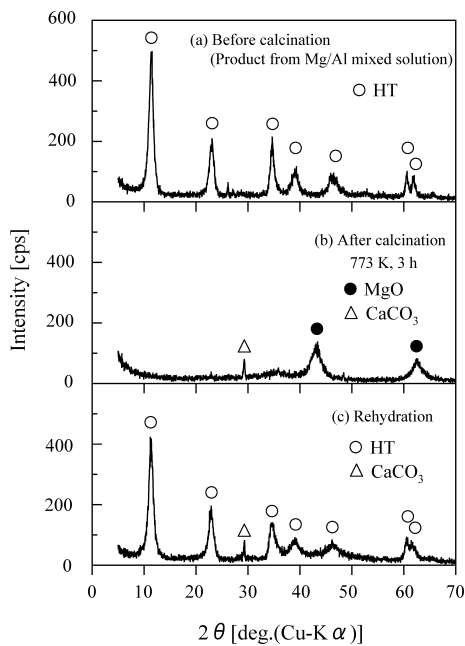 600
(a) Before calcination
(Product from Mg/Al mixed solution)
○ HT
400
200
0
(b) After calcination
773 K, 3 h
● MgO
△ CaCO₃
400
200
0
Intensity [cps]
(c) Rehydration
○ HT
△ CaCO₃
400
200
0
0 10 20 30 40 50 60 70
2θ [deg.(Cu-Kα)]